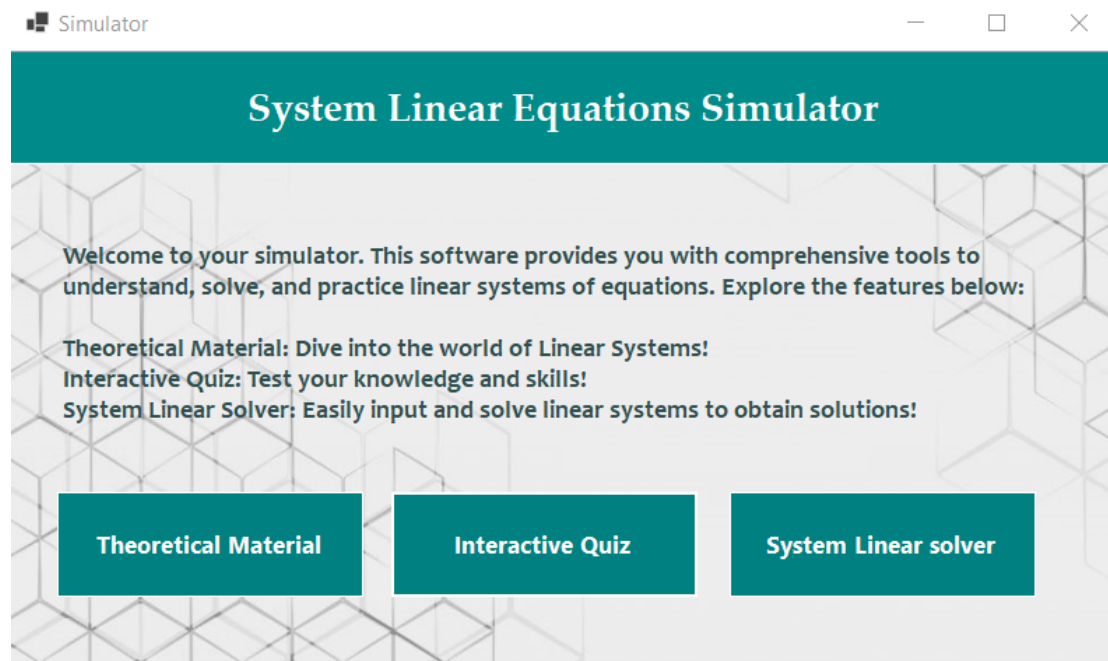 Simulator
System Linear Equations Simulator
Welcome to your simulator. This software provides you with comprehensive tools to
understand, solve, and practice linear systems of equations. Explore the features below:
Theoretical Material: Dive into the world of Linear Systems!
Interactive Quiz: Test your knowledge and skills!
System Linear Solver: Easily input and solve linear systems to obtain solutions!
Theoretical Material
Interactive Quiz
System Linear solver